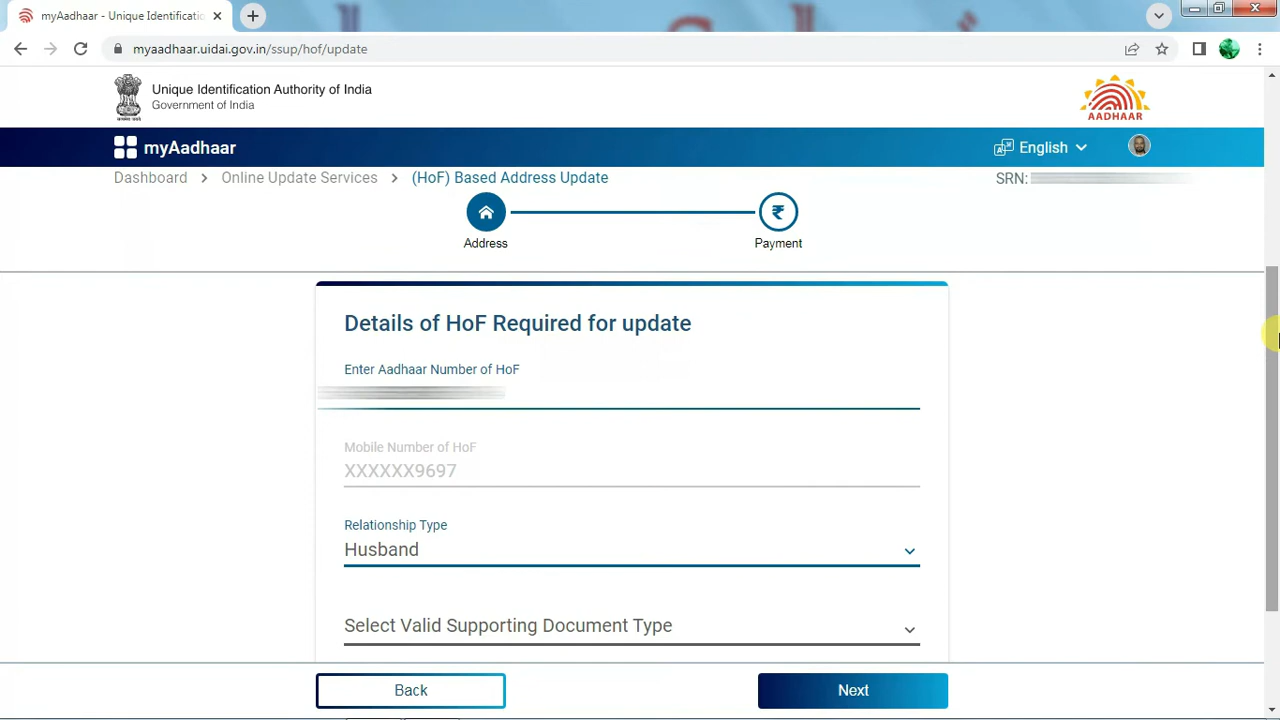 myAadhaar - Unique Identificatio
myaadhaar.uidai.gov.in/ssup/hof/update
Unique Identification Authority of India
Government of India
AADHAAR
myAadhaar
English
Dashboard > Online Update Services > (HoF) Based Address Update
SRN:
Address
Payment
Details of HoF Required for update
Enter Aadhaar Number of HoF
Mobile Number of HoF
XXXXXX9697
Relationship Type
Husband
Select Valid Supporting Document Type
Back
Next